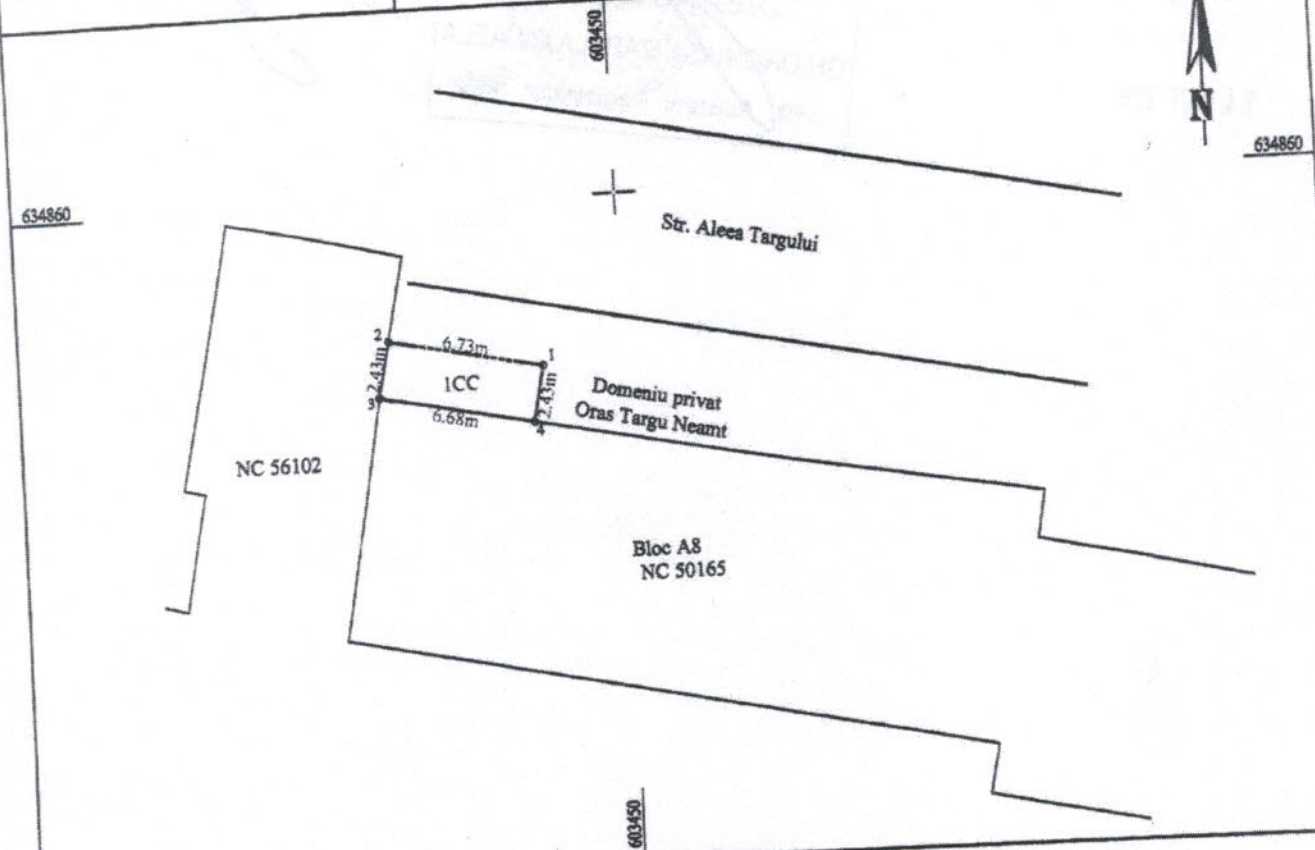 603450
N
634860
634860
Str. Aleea Targului
2
6.73m
1
2.43m
1CC
2.43m
Domeniu privat
Oras Targu Neamt
3
6.68m
4
NC 56102
Bloc A8
NC 50165
603450